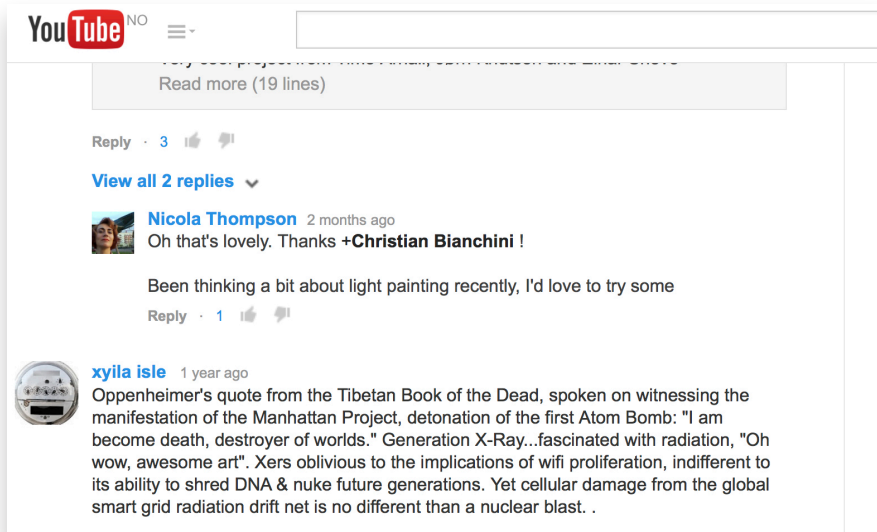 YouTube NO
Read more (19 lines)
Reply · 3
View all 2 replies
Nicola Thompson 2 months ago
Oh that's lovely. Thanks +Christian Bianchini !
Been thinking a bit about light painting recently, I'd love to try some
Reply · 1
xyila isle 1 year ago
Oppenheimer's quote from the Tibetan Book of the Dead, spoken on witnessing the
manifestation of the Manhattan Project, detonation of the first Atom Bomb: "I am
become death, destroyer of worlds." Generation X-Ray...fascinated with radiation, "Oh
wow, awesome art". Xers oblivious to the implications of wifi proliferation, indifferent to
its ability to shred DNA & nuke future generations. Yet cellular damage from the global
smart grid radiation drift net is no different than a nuclear blast. .